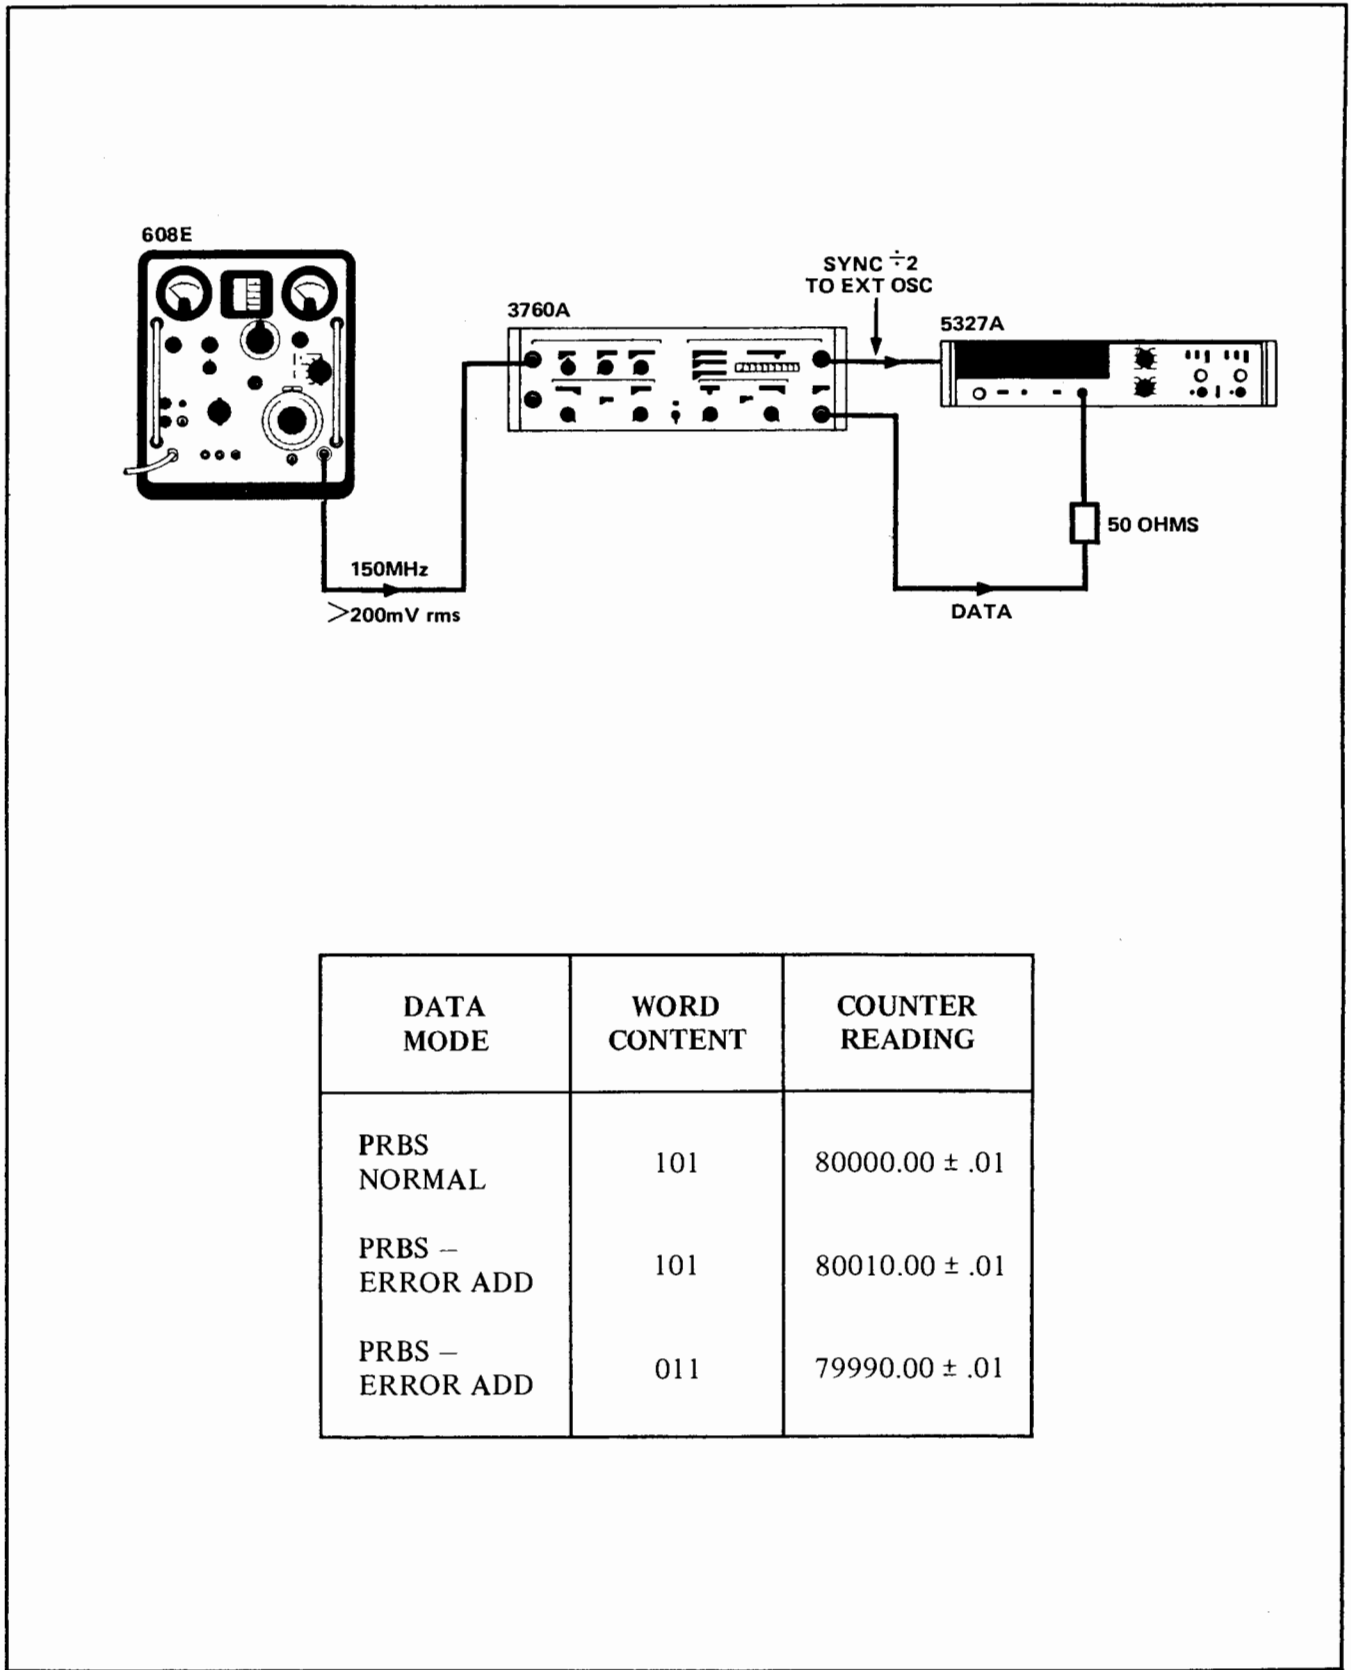 608E
SYNC ÷2
TO EXT OSC
3760A
5327A
50 OHMS
150MHz
>200mV rms
DATA
DATA MODE
WORD CONTENT
COUNTER READING
PRBS NORMAL
101
80000.00 ± .01
PRBS –
ERROR ADD
101
80010.00 ± .01
PRBS –
ERROR ADD
011
79990.00 ± .01